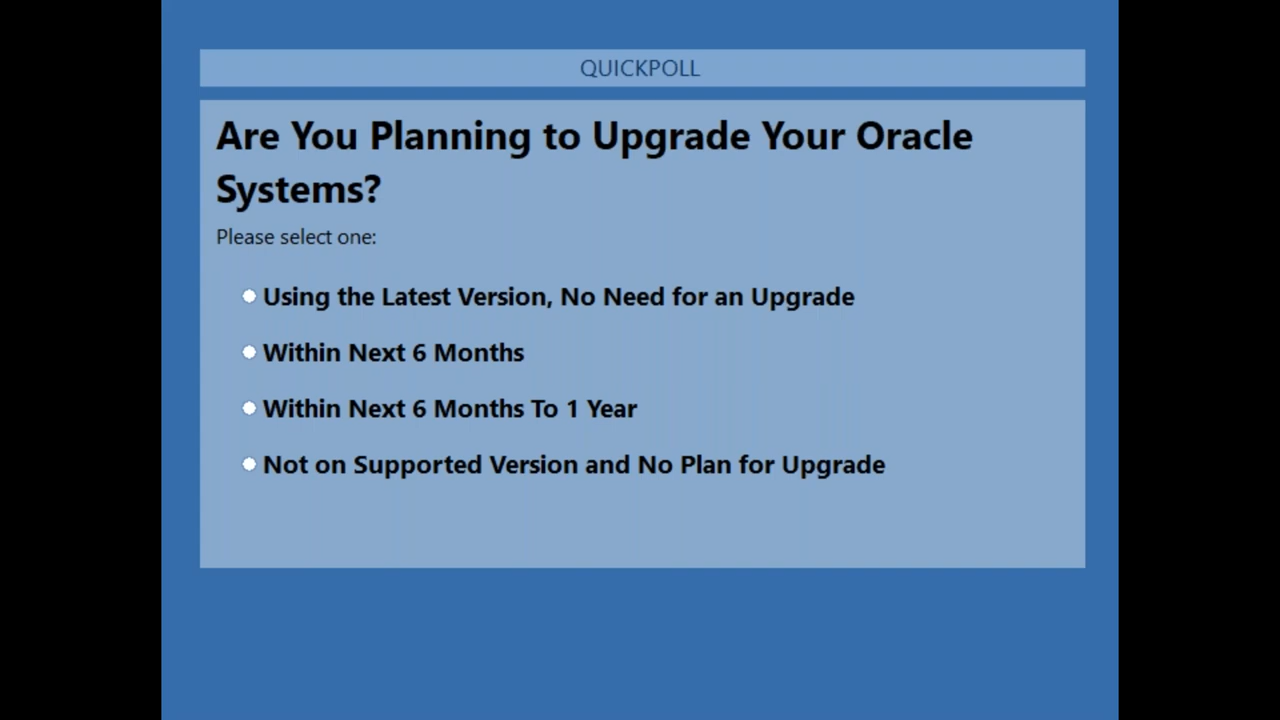 QUICKPOLL
Are You Planning to Upgrade Your Oracle
Systems?
Please select one:
Using the Latest Version, No Need for an Upgrade
Within Next 6 Months
Within Next 6 Months To 1 Year
Not on Supported Version and No Plan for Upgrade